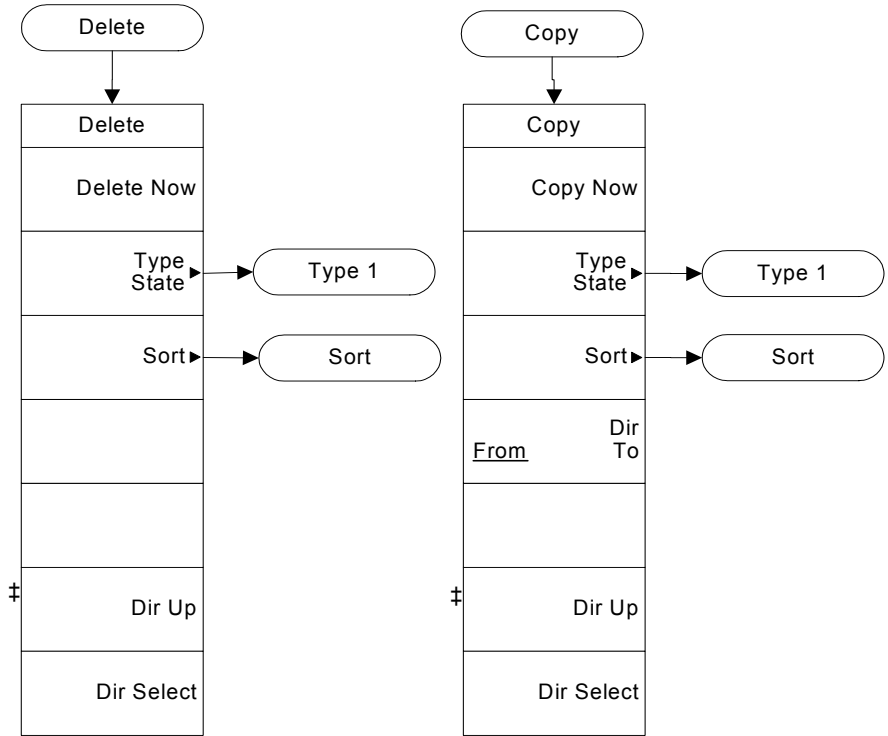 Delete
Delete
Delete Now
Type
State
Type 1
Sort
Sort
‡
Dir Up
Dir Select
Copy
Copy
Copy Now
Type
State
Type 1
Sort
Sort
Dir
From To
‡
Dir Up
Dir Select